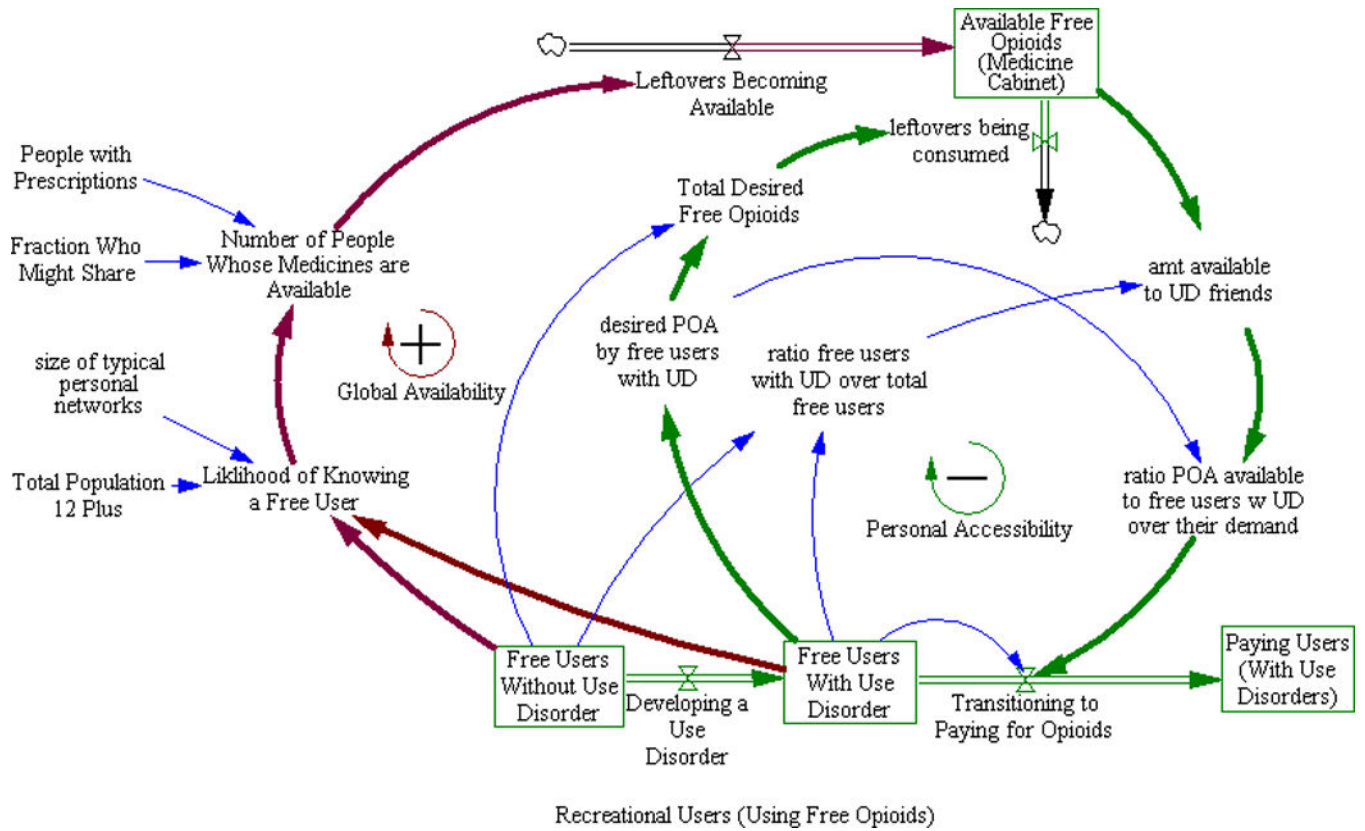 Available Free
Opioids
(Medicine
Cabinet)
Leftovers Becoming
Available
leftovers being
consumed
People with
Prescriptions
Total Desired
Free Opioids
Fraction Who
Might Share
Number of People
Whose Medicines are
Available
amt available
to UD friends
size of typical
personal
networks
+
Global Availability
desired POA
by free users
with UD
ratio free users
with UD over total
free users
Total Population
12 Plus
Liklihood of Knowing
a Free User
−
Personal Accessibility
ratio POA available
to free users w UD
over their demand
Free Users
Without Use
Disorder
Developing a
Use
Disorder
Free Users
With Use
Disorder
Transitioning to
Paying for Opioids
Paying Users
(With Use
Disorders)
Recreational Users (Using Free Opioids)